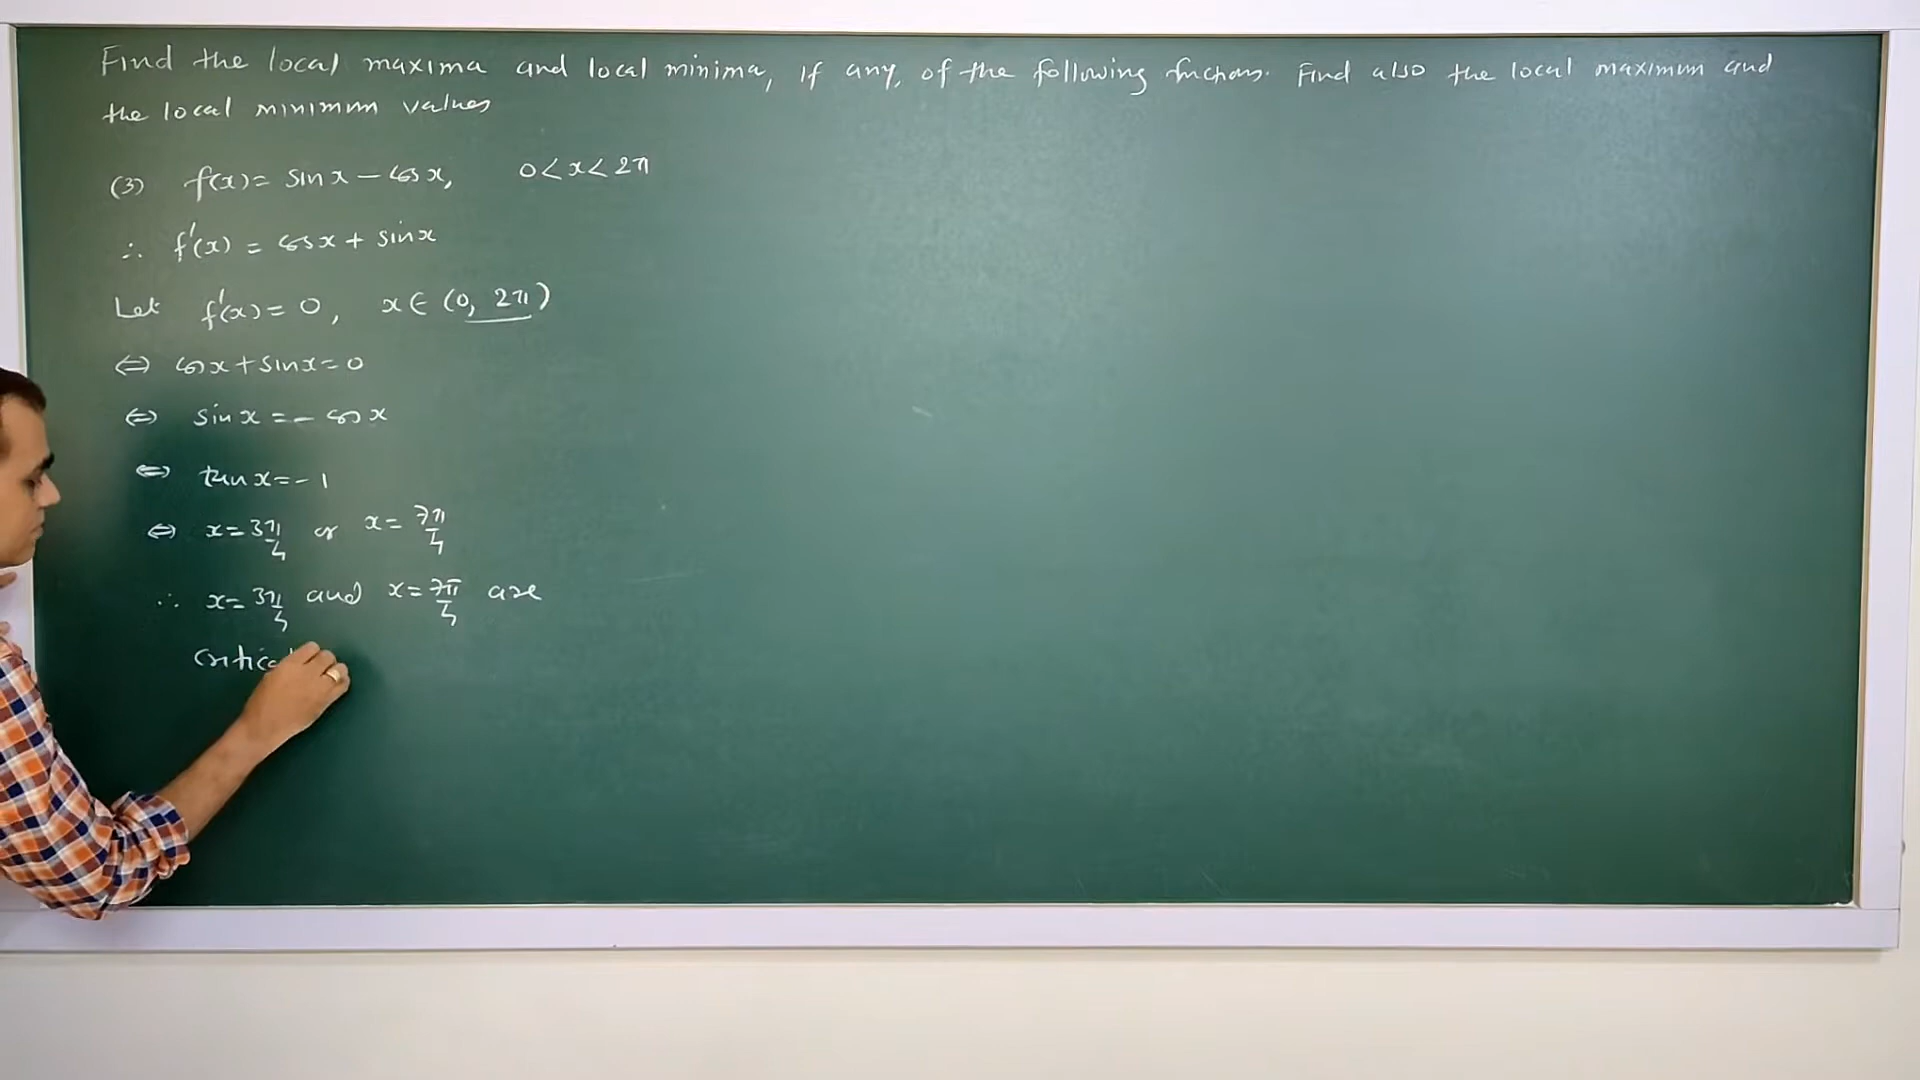 Find the local maxima and local minima, if any, of the following functions. Find also the local maximum and
the local minimum values
(3) f(x) = sin x - cos x, 0 < x < 2π
∴ f'(x) = cos x + sin x
Let f'(x) = 0, x ∈ (0, 2π)
⇔ cos x + sin x = 0
⇔ sin x = - cos x
⇔ tan x = -1
⇔ x = 3π/4 or x = 7π/4
∴ x = 3π/4 and x = 7π/4 are
critical